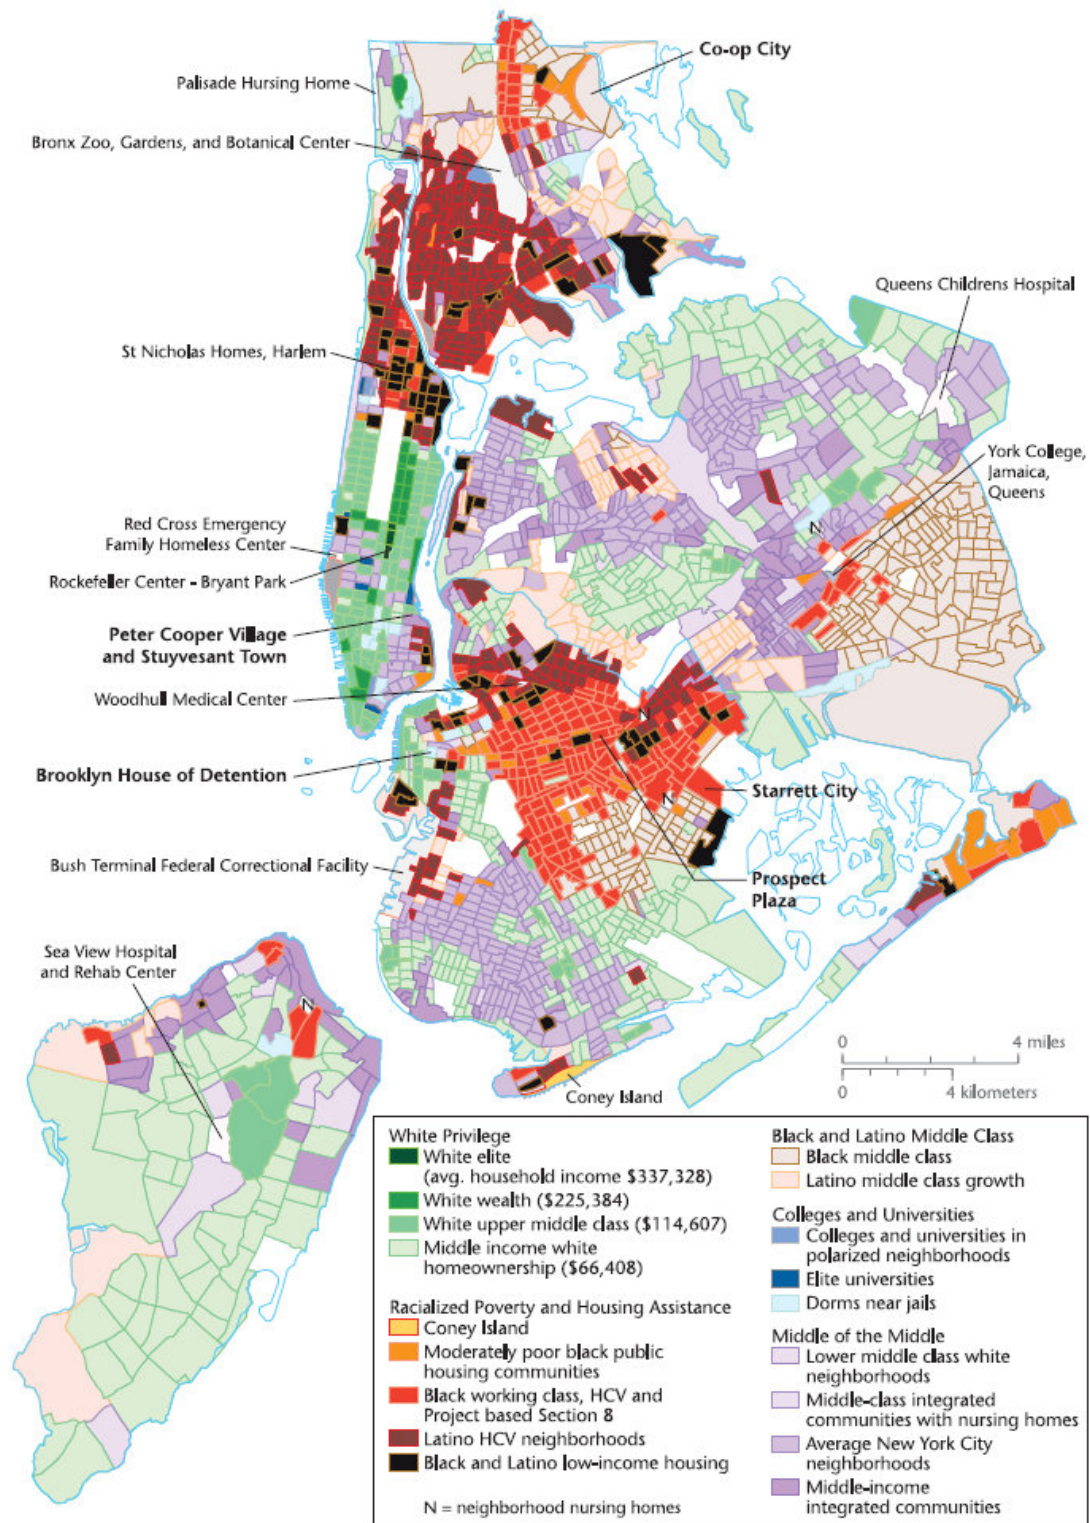 Co-op City
Palisade Hursing Home
Bronx Zoo, Gardens, and Botanical Center
Queens Childrens Hospital
St Nicholas Homes, Harlem
York College,
Jamaica,
Queens
N
Red Cross Emergency
Family Homeless Center
Rockefeller Center - Bryant Park
Peter Cooper Village
and Stuyvesant Town
Woodhull Medical Center
N
Brooklyn House of Detention
Starrett City
N
Bush Terminal Federal Correctional Facility
Prospect
Plaza
Sea View Hospital
and Rehab Center
N
0 4 miles
0 4 kilometers
Coney Island
White Privilege
White elite
(avg. household income $337,328)
White wealth ($225,384)
White upper middle class ($114,607)
Middle income white
homeownership ($66,408)
Racialized Poverty and Housing Assistance
Coney Island
Moderately poor black public
housing communities
Black working class, HCV and
Project based Section 8
Latino HCV neighborhoods
Black and Latino low-income housing
N = neighborhood nursing homes
Black and Latino Middle Class
Black middle class
Latino middle class growth
Colleges and Universities
Colleges and universities in
polarized neighborhoods
Elite universities
Dorms near jails
Middle of the Middle
Lower middle class white
neighborhoods
Middle-class integrated
communities with nursing homes
Average New York City
neighborhoods
Middle-income
integrated communities